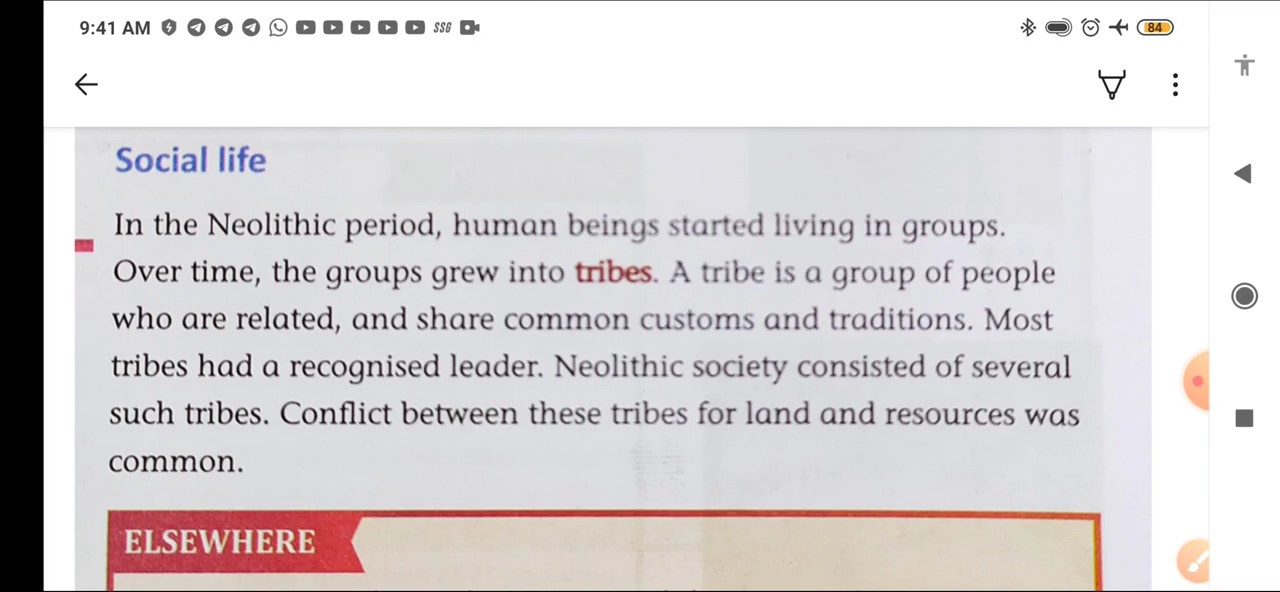 9:41 AM SSG 84
Social life
In the Neolithic period, human beings started living in groups.
Over time, the groups grew into tribes. A tribe is a group of people
who are related, and share common customs and traditions. Most
tribes had a recognised leader. Neolithic society consisted of several
such tribes. Conflict between these tribes for land and resources was
common.
ELSEWHERE